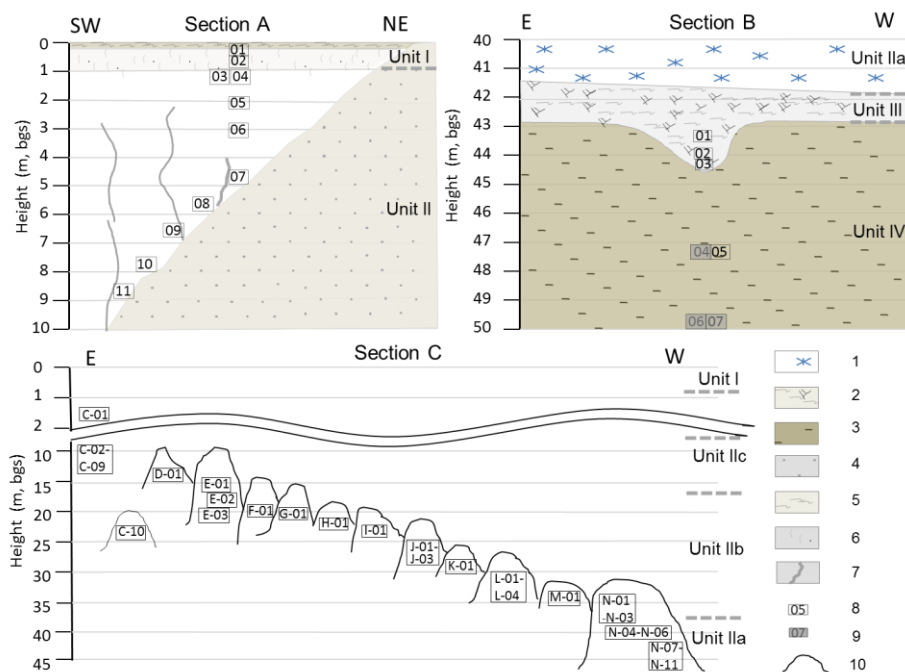 Section A
SW
NE
Height (m, bgs)
0
1
2
3
4
5
6
7
8
9
10
01
02
03 04
05
06
07
08
09
10
11
Unit I
Unit II
Section B
E
W
Height (m, bgs)
40
41
42
43
44
45
46
47
48
49
50
01
02
03
04 05
06 07
Unit IIa
Unit III
Unit IV
Section C
E
W
Height (m, bgs)
0
1
2
10
15
20
25
30
35
40
45
C-01
C-02-
C-09
C-10
D-01
E-01
E-02
E-03
F-01
G-01
H-01
I-01
J-01-
J-03
K-01
L-01-
L-04
M-01
N-01
-N-03
N-04-N-06
N-07-
N-11
Unit I
Unit IIc
Unit IIb
Unit IIa
1
2
3
4
5
6
7
05 8
07 9
10